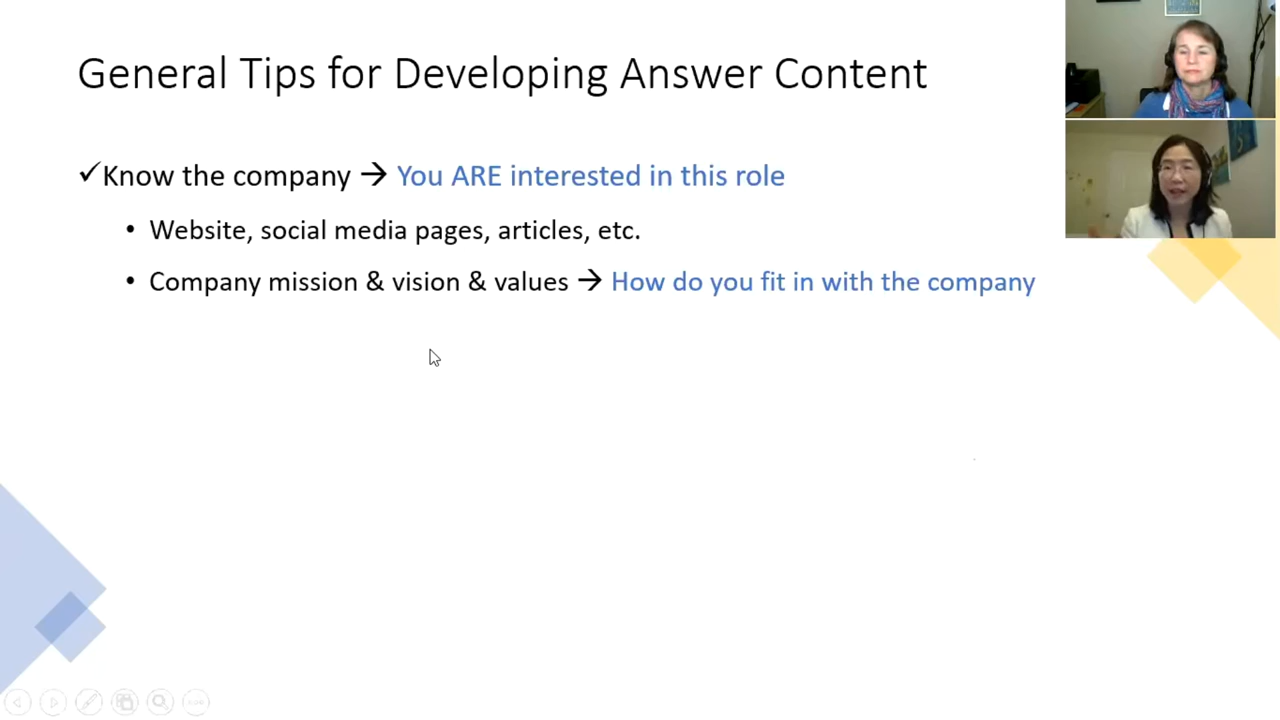 General Tips for Developing Answer Content
✓Know the company → You ARE interested in this role
• Website, social media pages, articles, etc.
• Company mission & vision & values → How do you fit in with the company